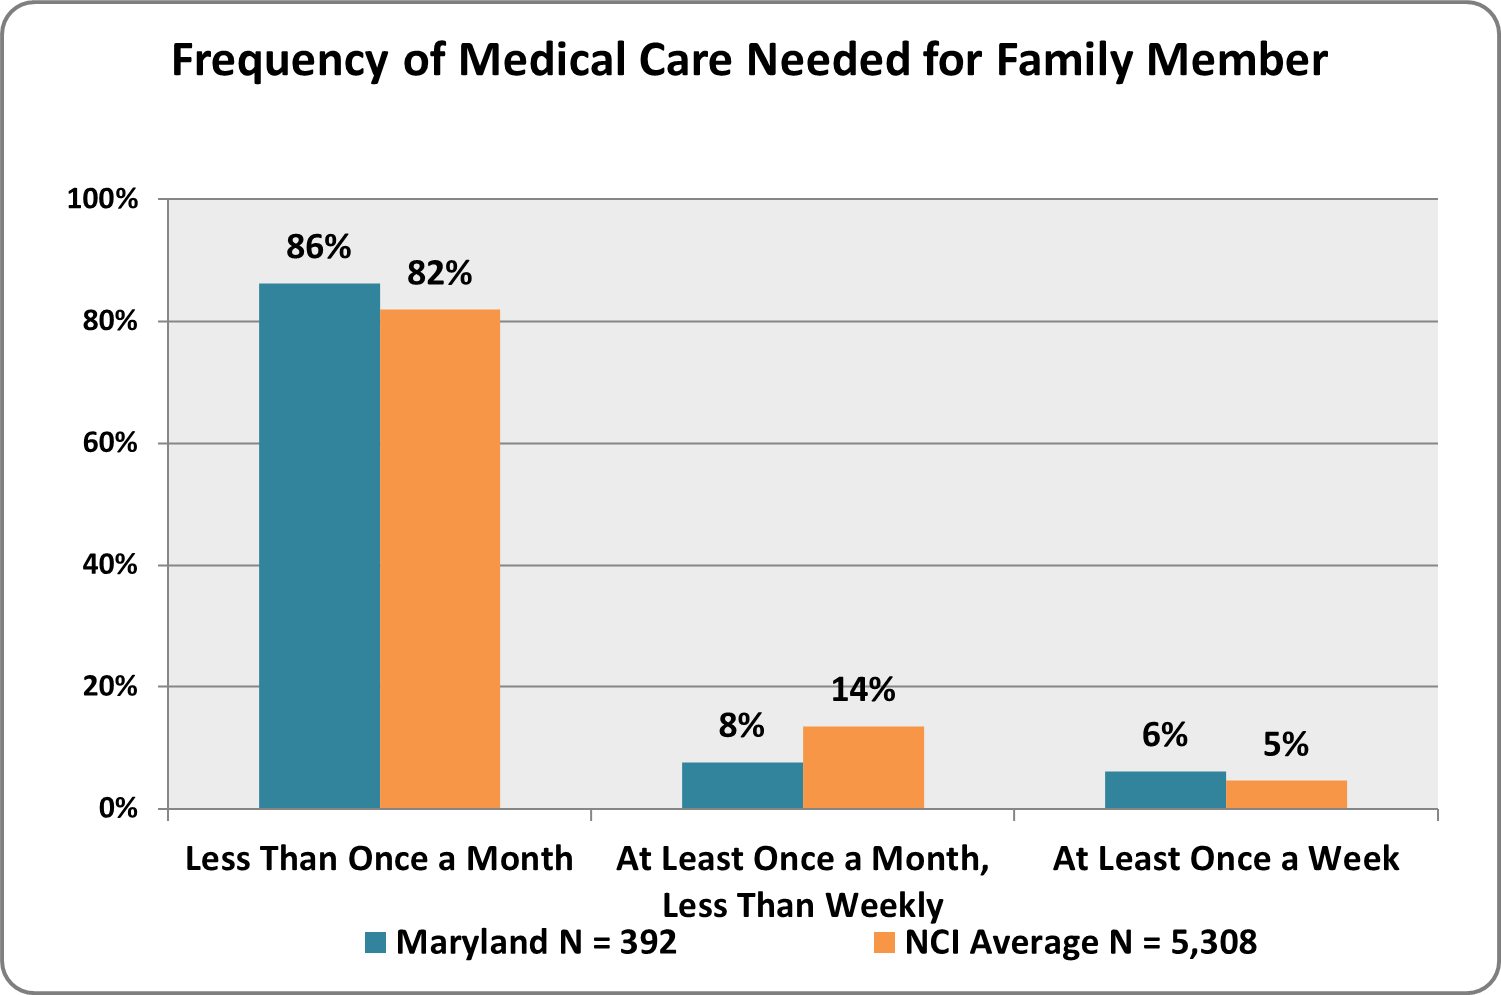 Frequency of Medical Care Needed for Family Member
100%
80%
60%
40%
20%
0%
86%
82%
8%
14%
6%
5%
Less Than Once a Month
At Least Once a Month,
Less Than Weekly
At Least Once a Week
Maryland N = 392
NCI Average N = 5,308